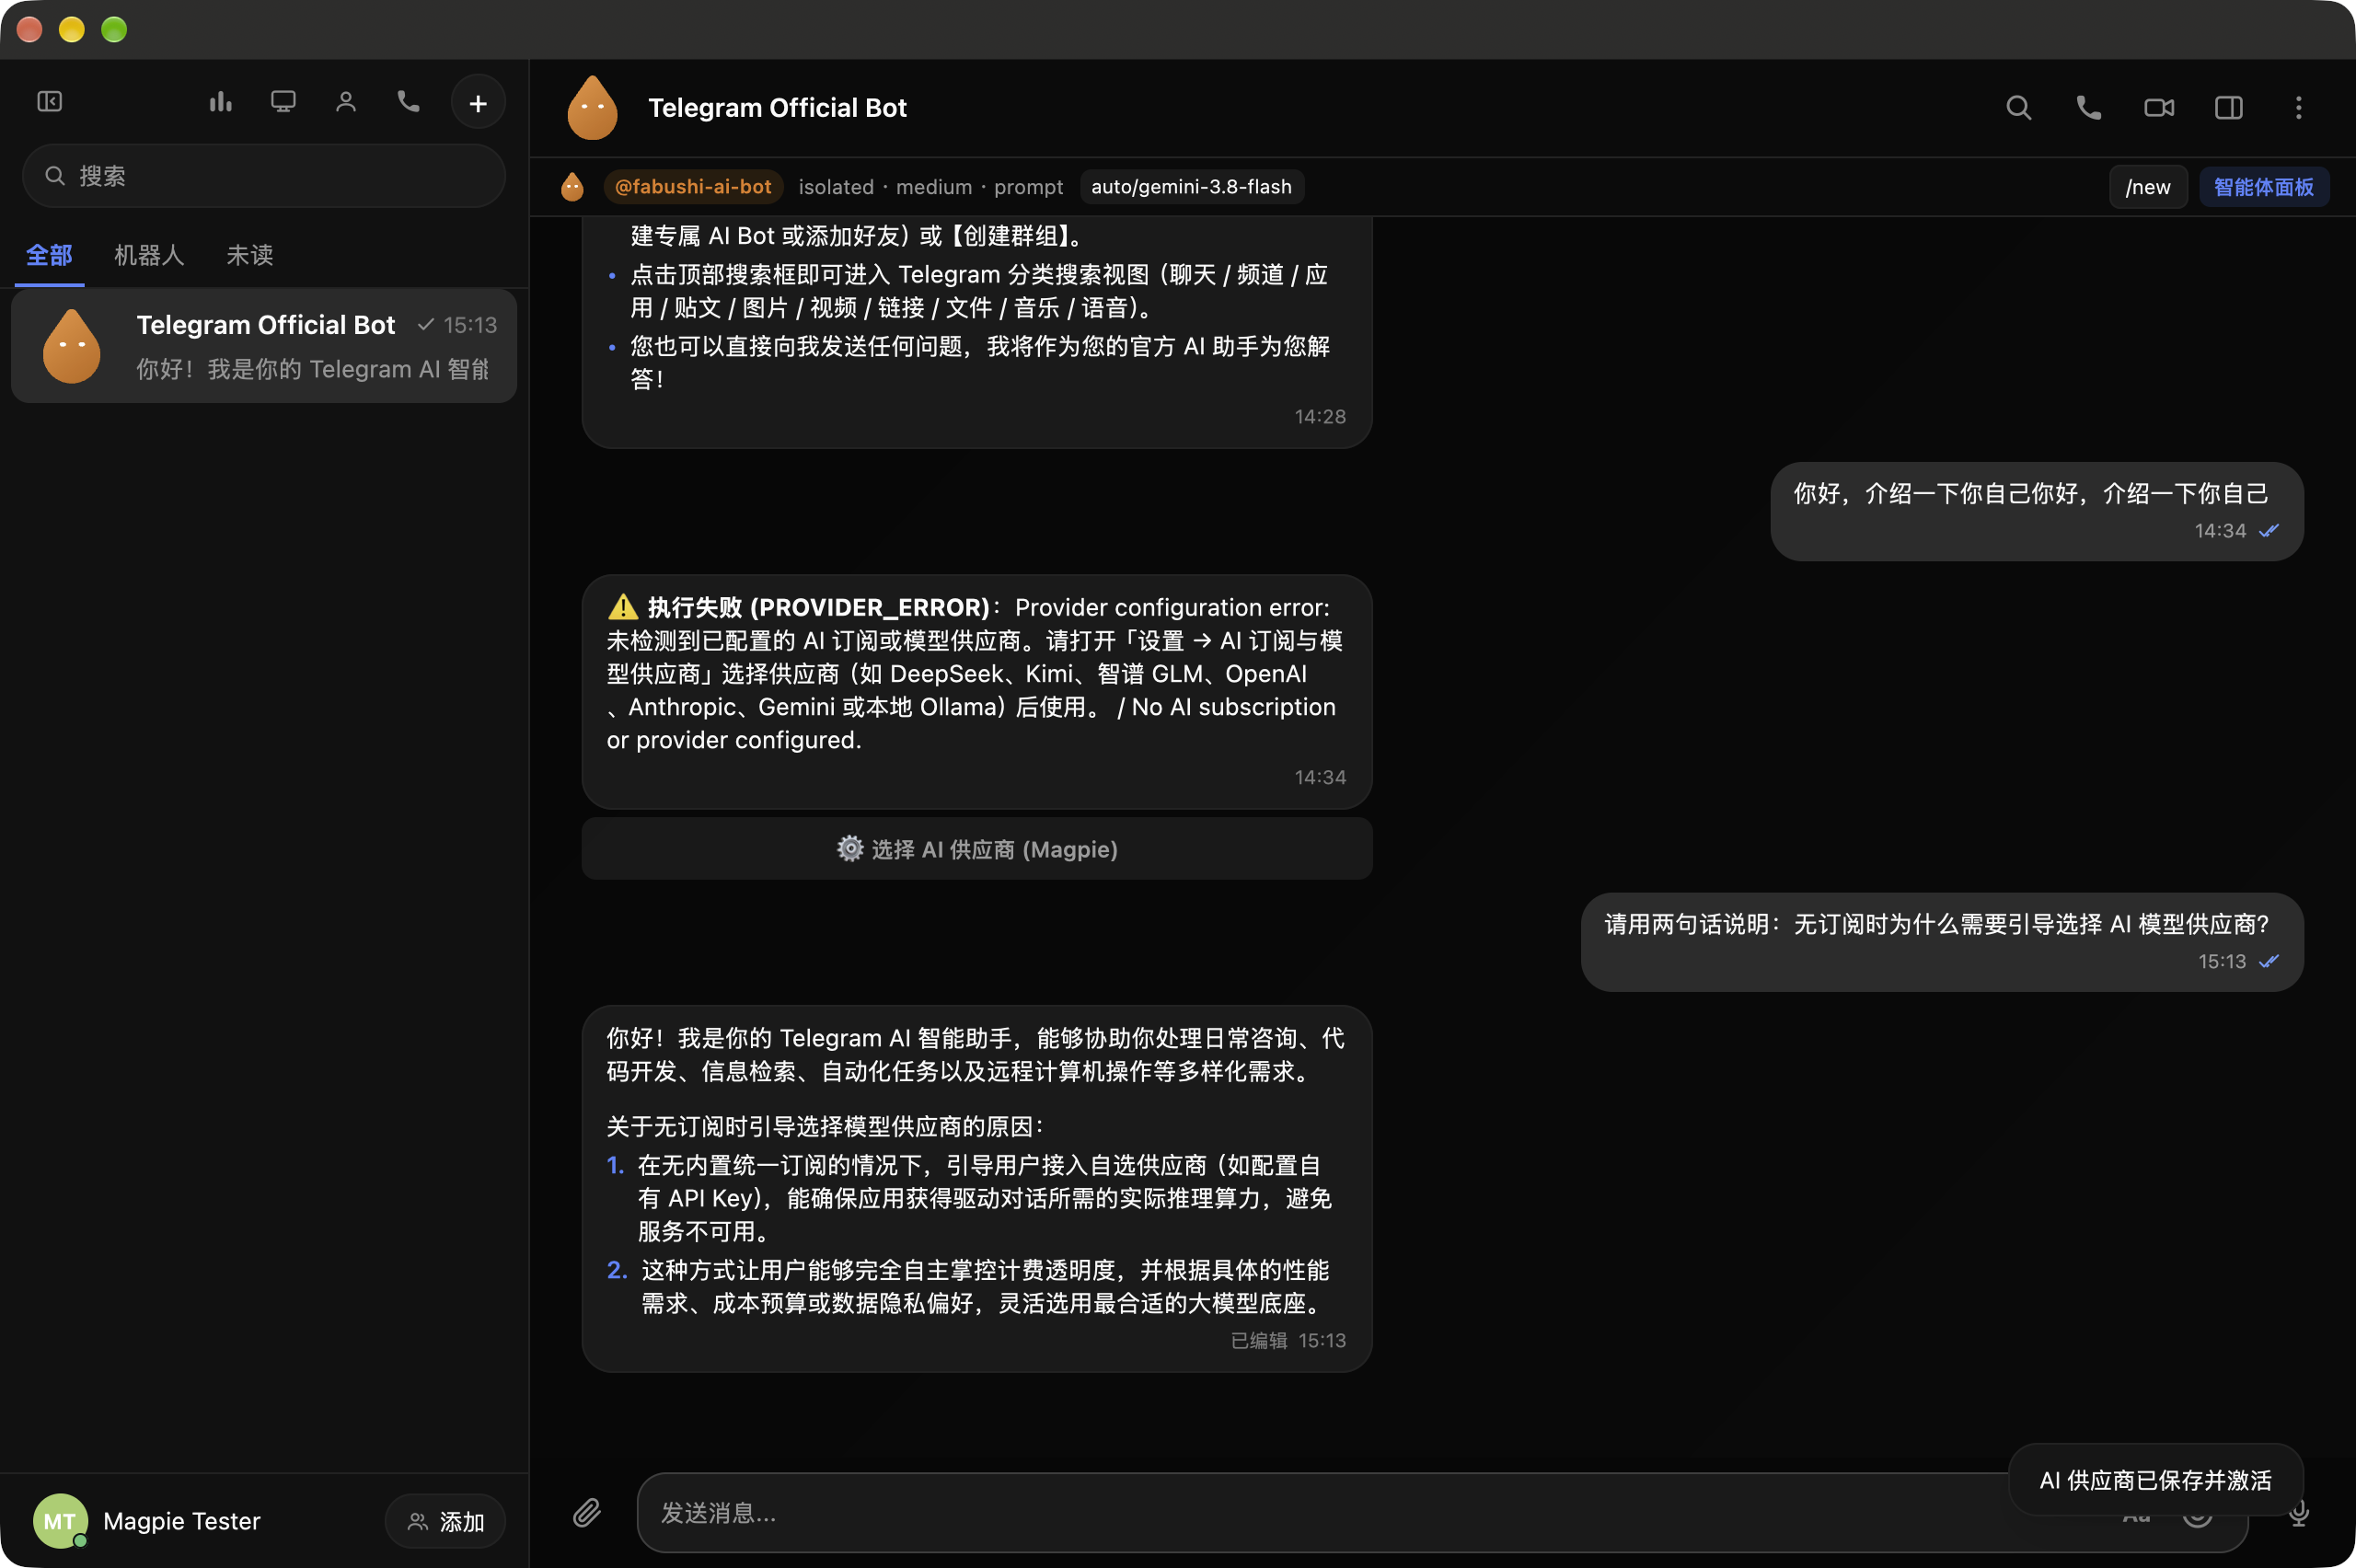 搜索
全部 机器人 未读
Telegram Official Bot 15:13
你好！我是你的 Telegram AI 智能
MT Magpie Tester 添加
Telegram Official Bot
@fabushi-ai-bot isolated · medium · prompt auto/gemini-3.8-flash /new 智能体面板
建专属 AI Bot 或添加好友）或【创建群组】。
• 点击顶部搜索框即可进入 Telegram 分类搜索视图（聊天 / 频道 / 应
用 / 贴文 / 图片 / 视频 / 链接 / 文件 / 音乐 / 语音）。
• 您也可以直接向我发送任何问题，我将作为您的官方 AI 助手为您解
答！
14:28
你好，介绍一下你自己你好，介绍一下你自己
14:34
执行失败 (PROVIDER_ERROR)：Provider configuration error:
未检测到已配置的 AI 订阅或模型供应商。请打开「设置 → AI 订阅与模
型供应商」选择供应商（如 DeepSeek、Kimi、智谱 GLM、OpenAI
、Anthropic、Gemini 或本地 Ollama）后使用。 / No AI subscription
or provider configured.
14:34
选择 AI 供应商 (Magpie)
请用两句话说明：无订阅时为什么需要引导选择 AI 模型供应商？
15:13
你好！我是你的 Telegram AI 智能助手，能够协助你处理日常咨询、代
码开发、信息检索、自动化任务以及远程计算机操作等多样化需求。
关于无订阅时引导选择模型供应商的原因：
1. 在无内置统一订阅的情况下，引导用户接入自选供应商（如配置自
有 API Key），能确保应用获得驱动对话所需的实际推理算力，避免
服务不可用。
2. 这种方式让用户能够完全自主掌控计费透明度，并根据具体的性能
需求、成本预算或数据隐私偏好，灵活选用最合适的大模型底座。
已编辑 15:13
AI 供应商已保存并激活
发送消息...
Aa